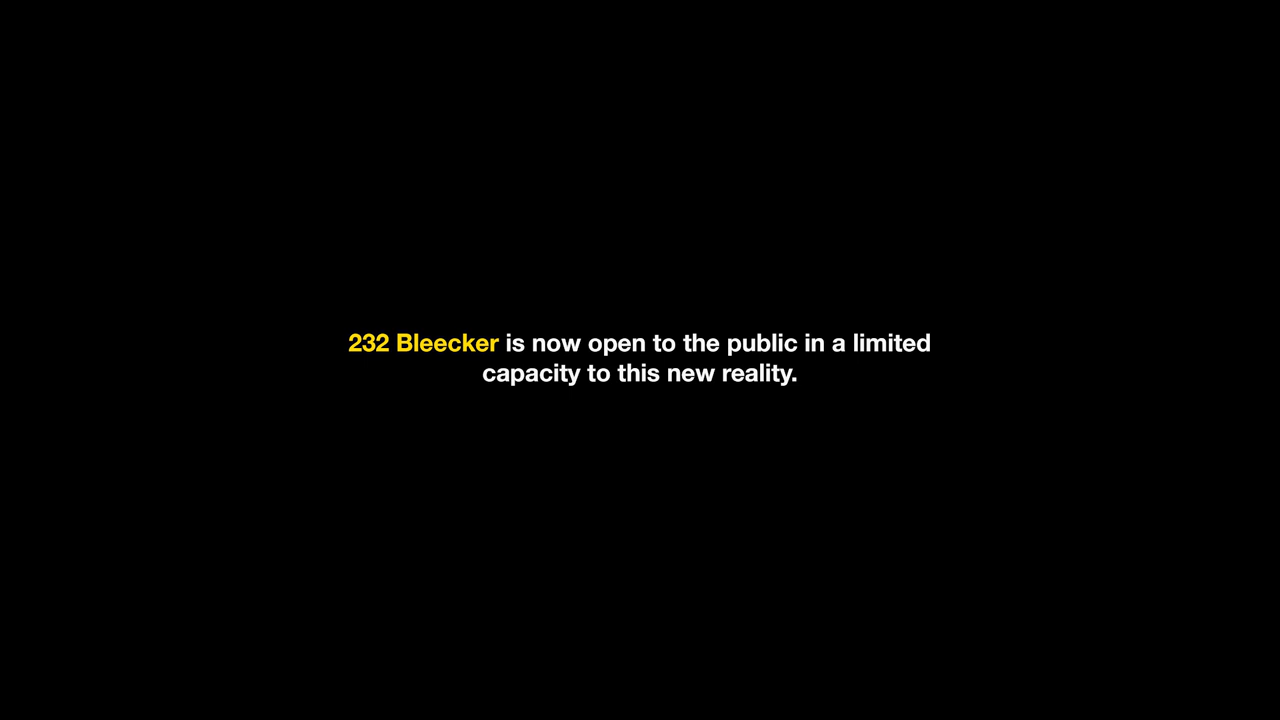 232 Bleecker is now open to the public in a limited
capacity to this new reality.